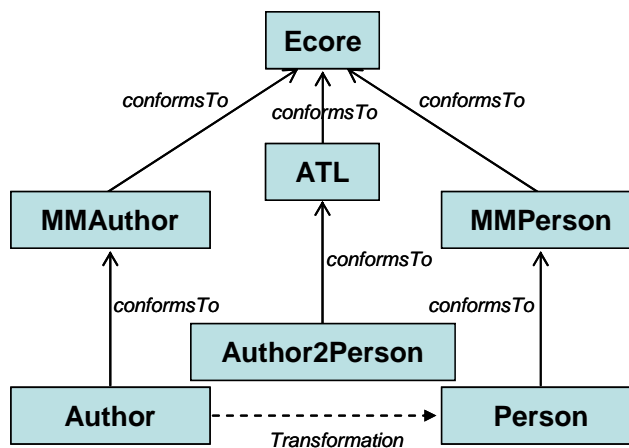 Ecore
conformsTo
conformsTo
conformsTo
ATL
MMAuthor
MMPerson
conformsTo
conformsTo
conformsTo
Author2Person
Author
Person
Transformation